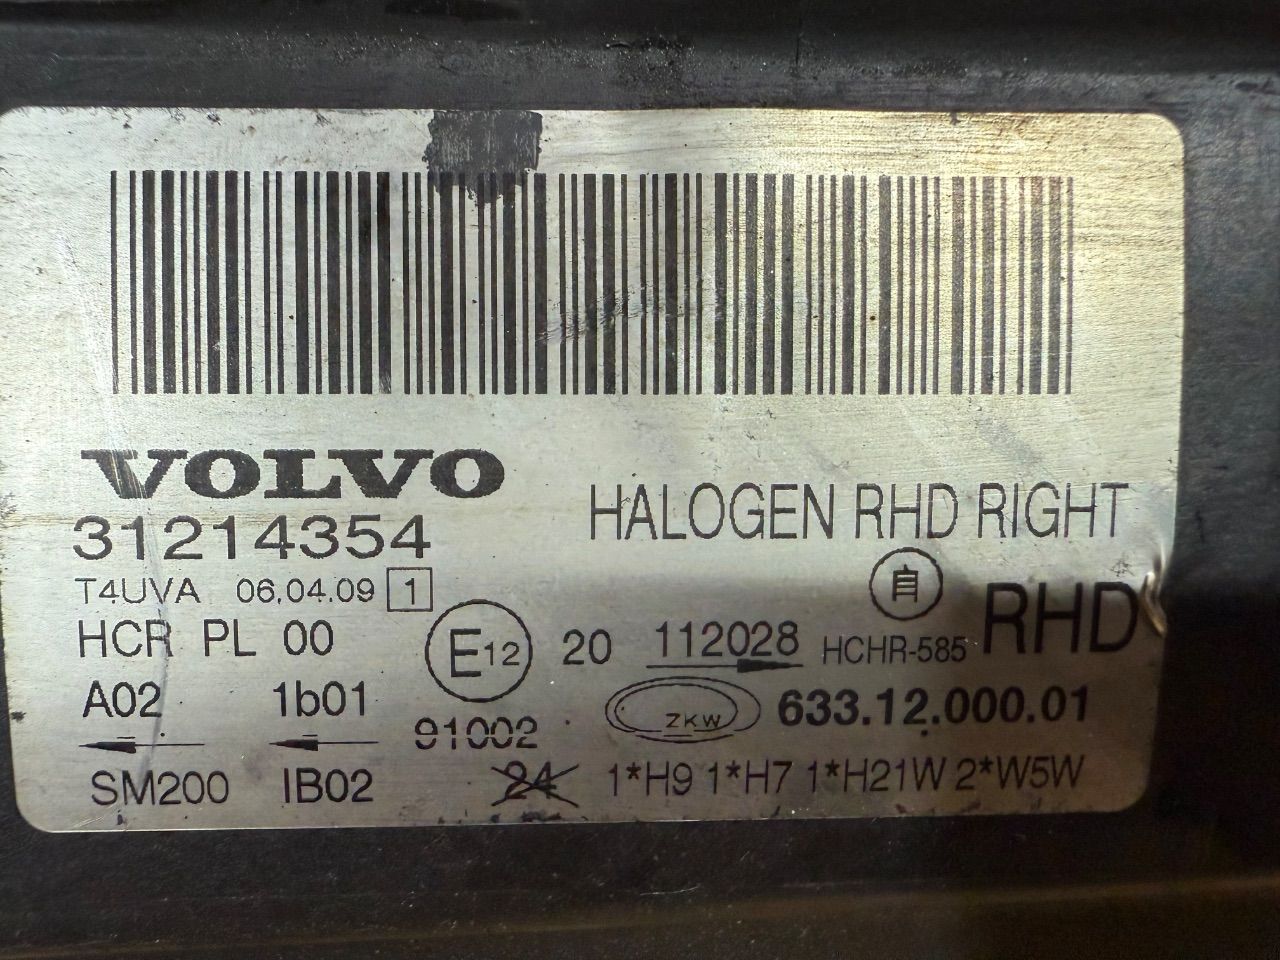 VOLVO
31214354
HALOGEN RHD RIGHT
T4UVA 06.04.09 1
自
RHD
HCR PL 00
E12
20 112028
HCHR-585
A02 1b01
91002
ZKW
633.12.000.01
SM200 IB02
24
1*H9 1*H7 1*H21W 2*W5W